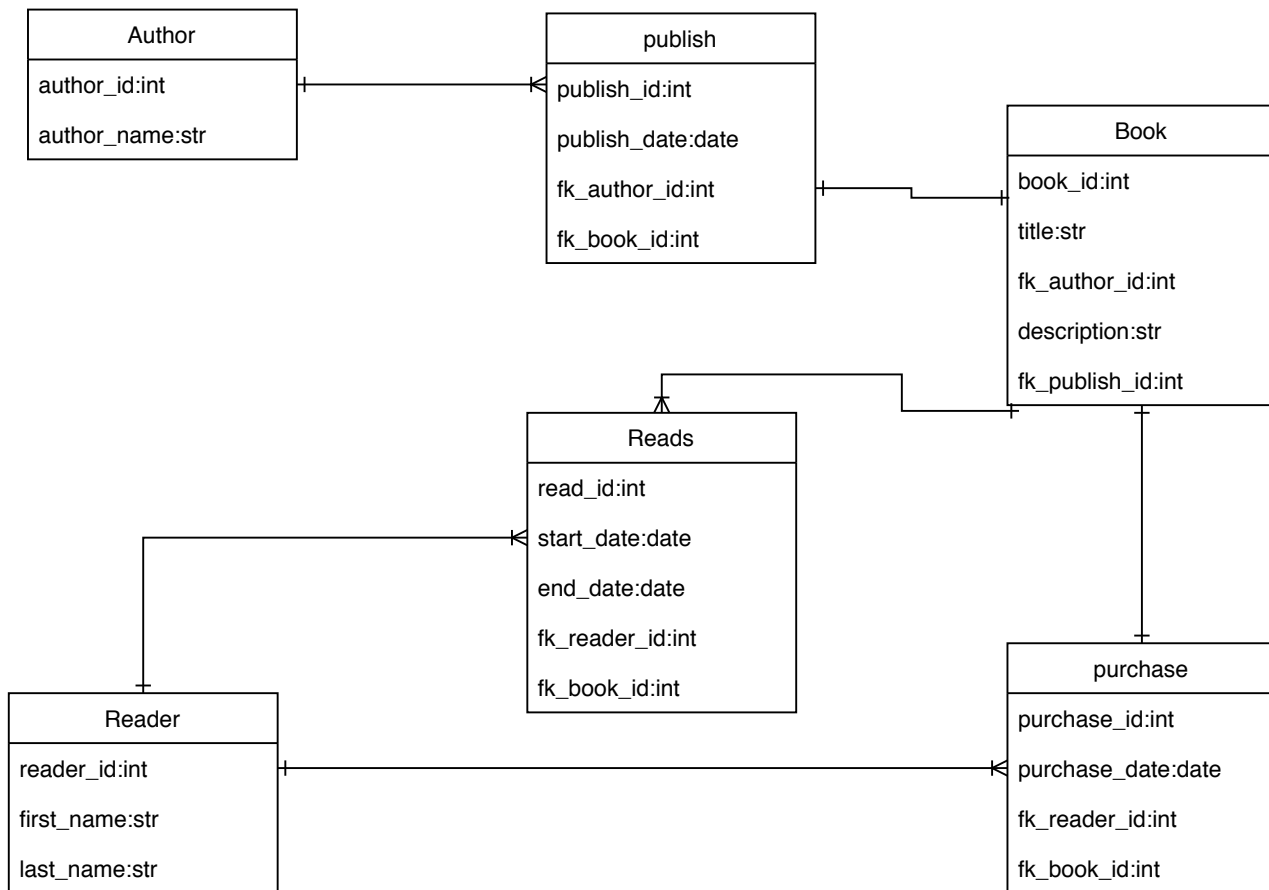 Author
author_id:int
author_name:str
publish
publish_id:int
publish_date:date
fk_author_id:int
fk_book_id:int
Book
book_id:int
title:str
fk_author_id:int
description:str
fk_publish_id:int
Reads
read_id:int
start_date:date
end_date:date
fk_reader_id:int
fk_book_id:int
Reader
reader_id:int
first_name:str
last_name:str
purchase
purchase_id:int
purchase_date:date
fk_reader_id:int
fk_book_id:int